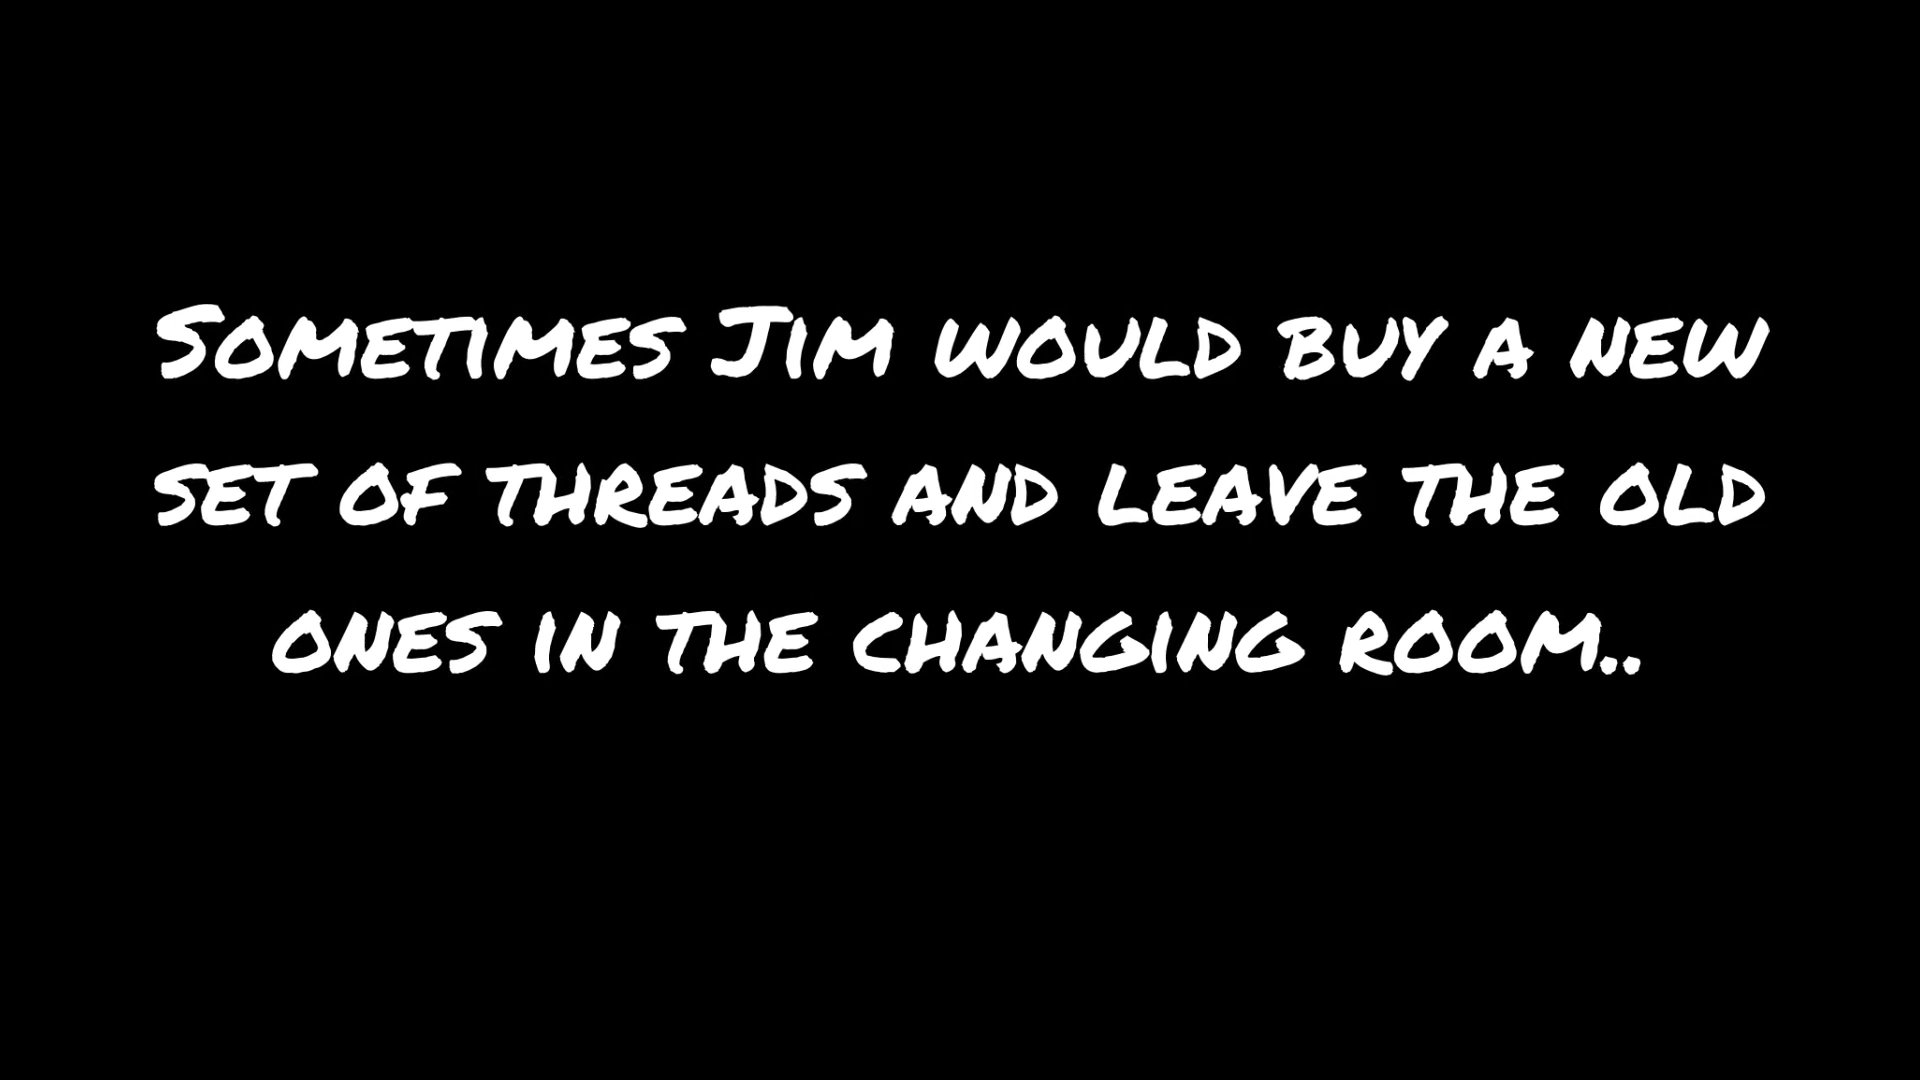 Sometimes Jim would buy a new
set of threads and leave the old
ones in the changing room..